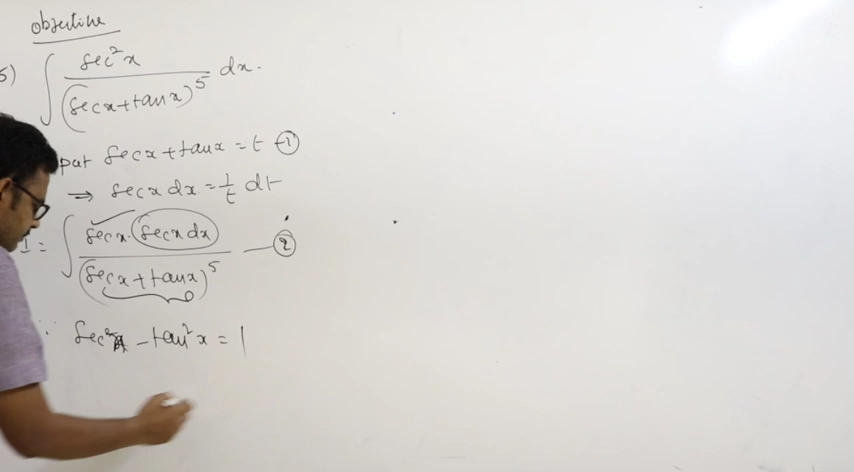 objective
5) ∫ sec²x / (secx+tanx)⁵ dx.
put secx+tanx = t —①
⇒ secx dx = 1/t dt
I = ∫ secx·(secx dx) / (secx+tanx)⁵ —②
∵ sec²x - tan²x = 1